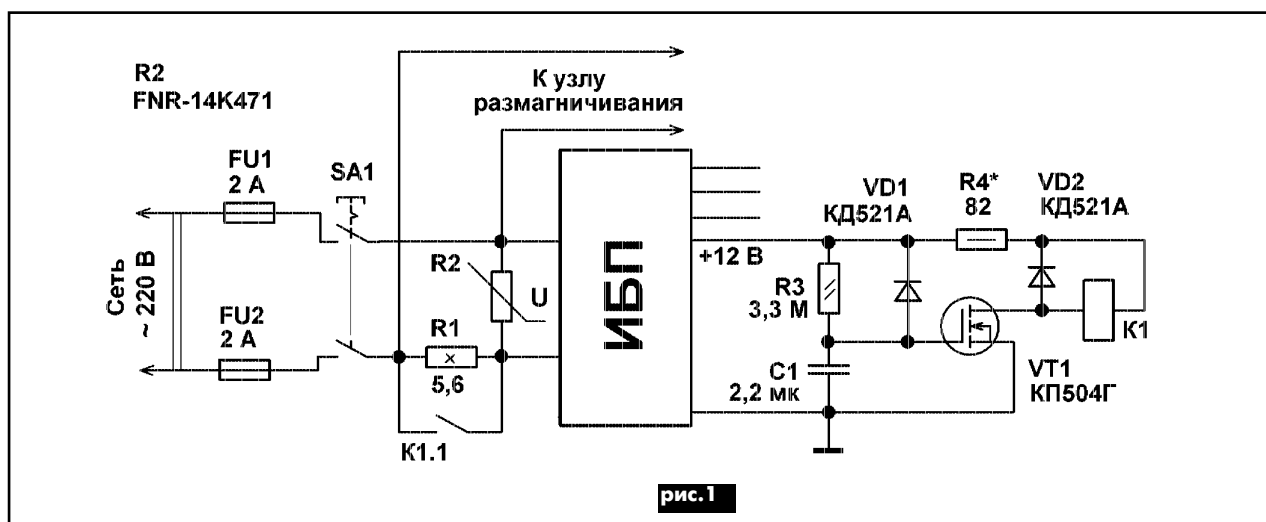 R2
FNR-14K471
К узлу
размагничивания
FU1
2 А
SA1
Сеть
~ 220 В
FU2
2 А
R2
U
R1
5,6
K1.1
ИБП
+12 В
R3
3,3 М
C1
2,2 мк
VD1
КД521А
R4*
82
VD2
КД521А
K1
VT1
КП504Г
рис.1